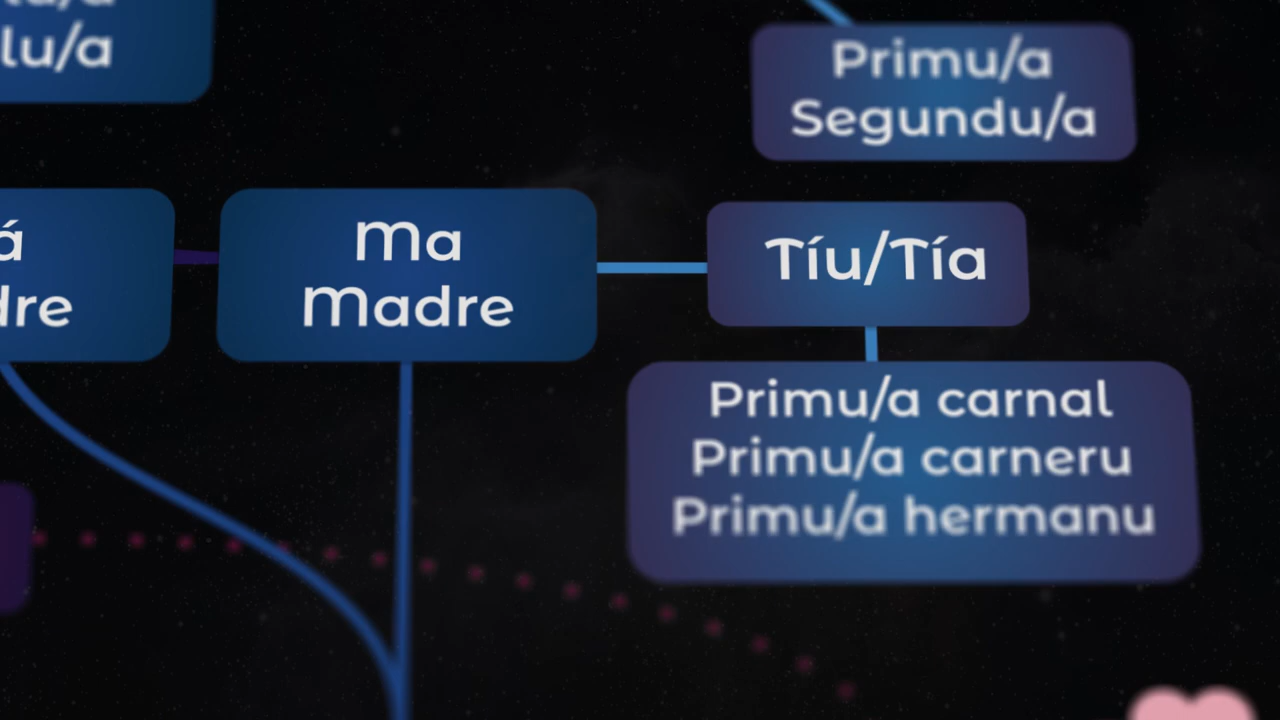 lu/a
Primu/a
Segundu/a
á
dre
Ma
Madre
Tíu/Tía
Primu/a carnal
Primu/a carneru
Primu/a hermanu